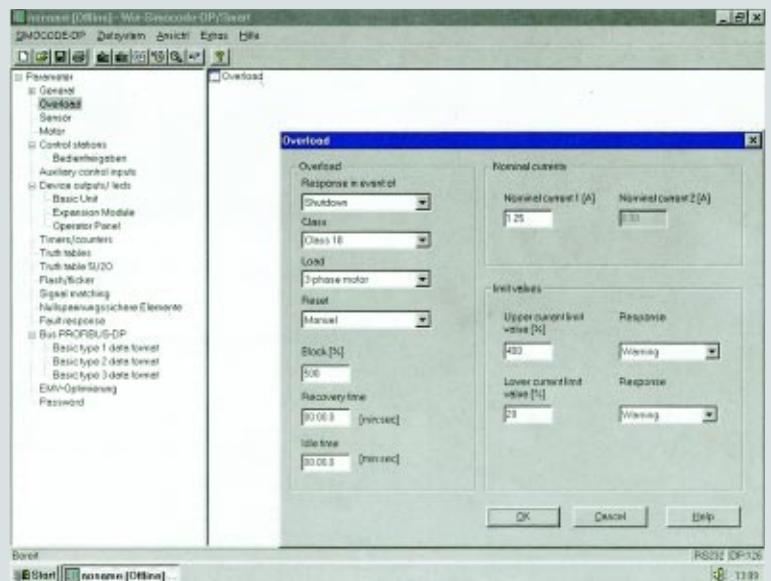 noname [Offline] - Win-Simocode-DP/Smart
SIMOCODE-DP Zielsystem Ansicht Extras Hilfe
Parameter
General
Overload
Sensor
Motor
Control stations
Bedienfreigaben
Auxiliary control inputs
Device outputs/ leds
Basic Unit
Expansion Module
Operator Panel
Timers/counters
Truth tables
Truth table 5I/2O
Flash/flicker
Signal matching
Nullspannungssichere Elemente
Fault response
Bus PROFIBUS-DP
Basic type 1 data format
Basic type 2 data format
Basic type 3 data format
EMV-Optimierung
Password
Overload
Overload
Overload
Response in event of
Shutdown
Class
Class 10
Load
3-phase motor
Reset
Manuel
Block [%]
500
Recovery time
00:00.0 [min:sec]
Idle time
00:00.0 [min:sec]
Nominal currents
Nominal current 1 [A] Nominal current 2 [A]
1.25
limit values
Upper current limit value [%] Response
400 Warning
Lower current limit value [%] Response
20 Warning
OK Cancel Help
Bereit RS232 DP:126
Start noname [Offline] ... 13:09